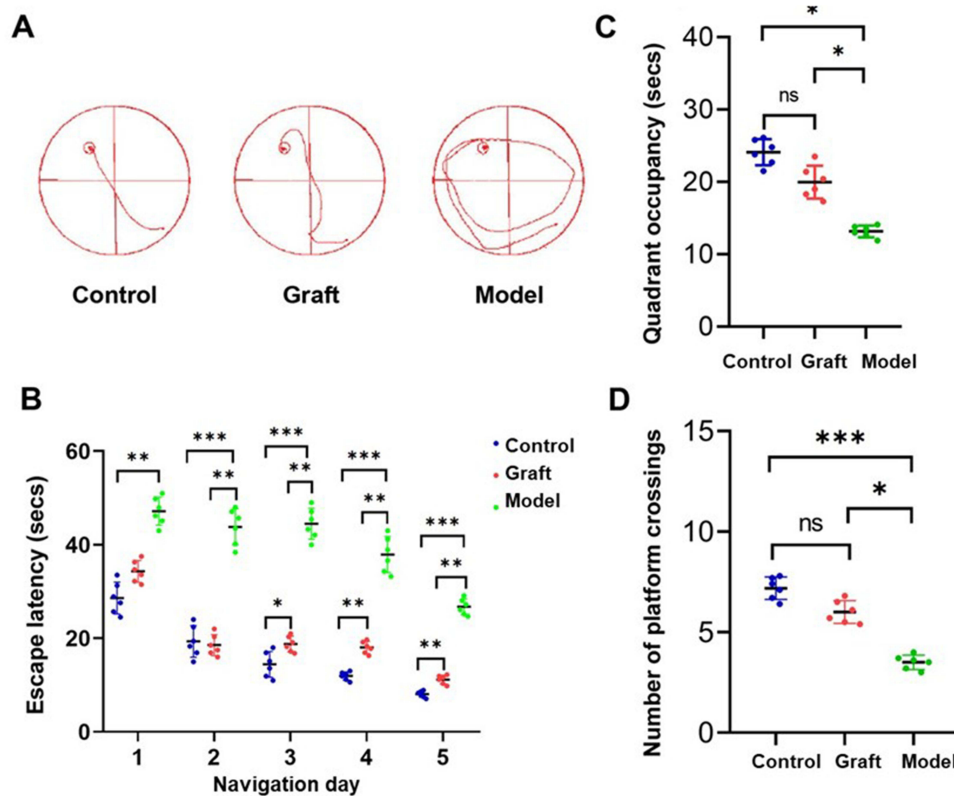 A
Control
Graft
Model
B
Escape latency (secs)
60
40
20
0
**
***
**
***
**
*
***
**
**
***
**
**
Control
Graft
Model
1
2
3
4
5
Navigation day
C
Quadrant occupancy (secs)
40
30
20
10
0
*
*
ns
Control
Graft
Model
D
Number of platform crossings
15
10
5
0
***
*
ns
Control
Graft
Model